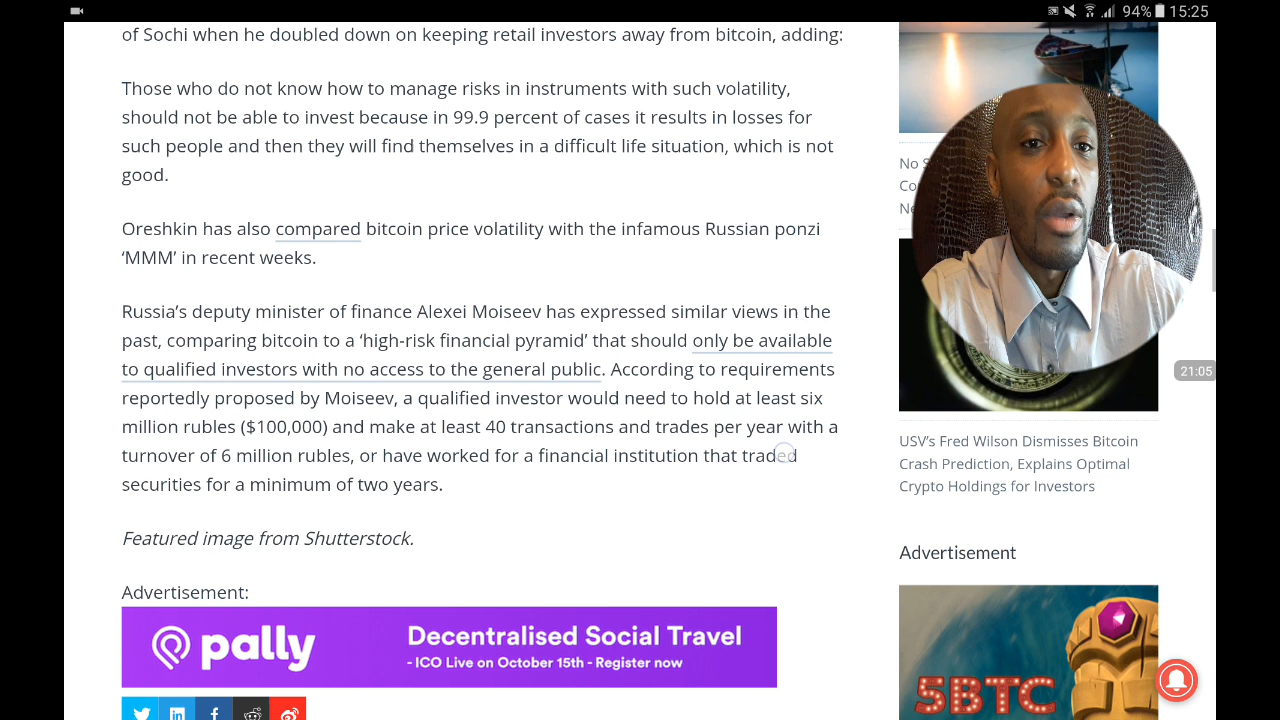 94% 15:25
of Sochi when he doubled down on keeping retail investors away from bitcoin, adding:
Those who do not know how to manage risks in instruments with such volatility,
should not be able to invest because in 99.9 percent of cases it results in losses for
such people and then they will find themselves in a difficult life situation, which is not
good.
Oreshkin has also compared bitcoin price volatility with the infamous Russian ponzi
‘MMM’ in recent weeks.
Russia’s deputy minister of finance Alexei Moiseev has expressed similar views in the
past, comparing bitcoin to a ‘high-risk financial pyramid’ that should only be available
to qualified investors with no access to the general public. According to requirements
reportedly proposed by Moiseev, a qualified investor would need to hold at least six
million rubles ($100,000) and make at least 40 transactions and trades per year with a
turnover of 6 million rubles, or have worked for a financial institution that traded
securities for a minimum of two years.
Featured image from Shutterstock.
Advertisement:
pally
Decentralised Social Travel
- ICO Live on October 15th - Register now
No
21:05
USV’s Fred Wilson Dismisses Bitcoin
Crash Prediction, Explains Optimal
Crypto Holdings for Investors
Advertisement
5BTC